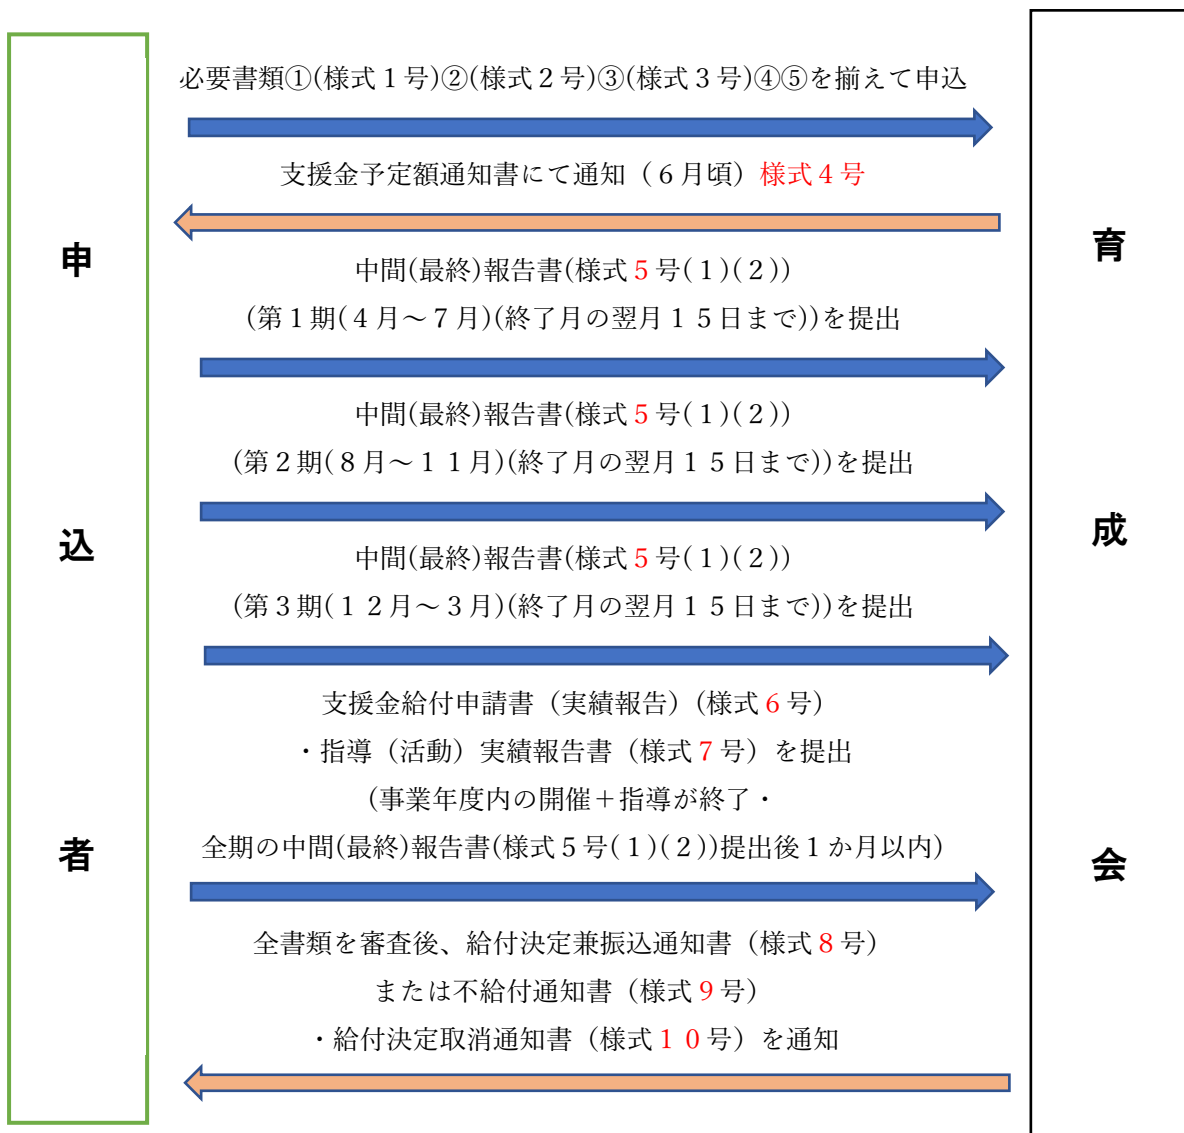 申込者
必要書類①(様式１号)②(様式２号)③(様式３号)④⑤を揃えて申込
支援金予定額通知書にて通知（６月頃）様式４号
中間(最終)報告書(様式５号(１)(２))
(第１期(４月～７月)(終了月の翌月１５日まで))を提出
中間(最終)報告書(様式５号(１)(２))
(第２期(８月～１１月)(終了月の翌月１５日まで))を提出
中間(最終)報告書(様式５号(１)(２))
(第３期(１２月～３月)(終了月の翌月１５日まで))を提出
支援金給付申請書（実績報告）(様式６号)
・指導（活動）実績報告書（様式７号）を提出
(事業年度内の開催＋指導が終了・
全期の中間(最終)報告書(様式５号(１)(２))提出後１か月以内)
全書類を審査後、給付決定兼振込通知書（様式８号）
または不給付通知書（様式９号）
・給付決定取消通知書（様式１０号）を通知
育成会